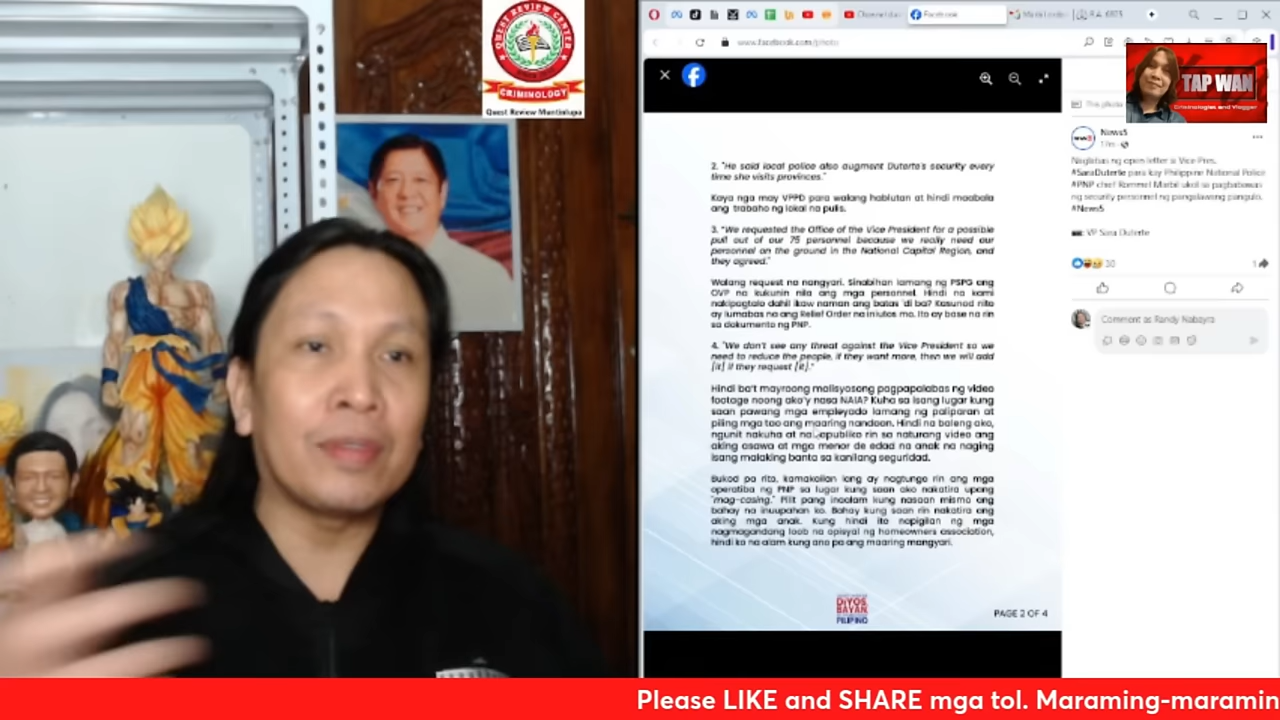 QUEST REVIEW CENTER
CRIMINOLOGY
Quest Review Muntinlupa
Facebook
www.facebook.com/photo
TAP WAN
Criminologist and Vlogger
2. "He said local police also augment Duterte's security every
time she visits provinces."
Kaya nga may VPPD para walang hablutan at hindi maabala
ang trabaho ng lokal na pulis.
3. "We requested the Office of the Vice President for a possible
pull out of our 75 personnel because we really need our
personnel on the ground in the National Capital Region, and
they agreed."
Walang request na nangyari. Sinabihan lamang ng PSPG ang
OVP na kukunin nila ang mga personnel. Hindi na kami
nakipagtalo dahil ikaw naman ang batas 'di ba? Kasunod nito
ay lumabas na ang Relief Order na iniutos mo. Ito ay base na rin
sa dokumento ng PNP.
4. "We don't see any threat against the Vice President so we
need to reduce the people, if they want more, then we will add
[it] if they request [it]."
Hindi ba't mayroong malisyosong pagpapalabas ng video
footage noong ako'y nasa NAIA? Kuha sa isang lugar kung
saan pawang mga empleyado lamang ng paliparan at
piling mga tao ang maaring nandoon. Hindi na baleng ako,
ngunit nakuha at naisapubliko rin sa naturang video ang
aking asawa at mga menor de edad na anak na naging
isang malaking banta sa kanilang seguridad.
Bukod pa rito, kamakailan lang ay nagtungo rin ang mga
operatiba ng PNP sa lugar kung saan ako nakatira upang
"mag-casing." Pilit pang inaalam kung nasaan mismo ang
bahay na inuupahan ko. Bahay kung saan rin nakatira ang
aking mga anak. Kung hindi ito napigilan ng mga
nagmagandang loob na opisyal ng homeowners association,
hindi ko na alam kung ano pa ang maaring mangyari.
DIYOS
BAYAN
PILIPINO
PAGE 2 OF 4
News5
17m
Naglabas ng open letter si Vice Pres.
#SaraDuterte para kay Philippine National Police
#PNP chief Rommel Marbil ukol sa pagbabawas
ng security personnel ng pangalawang pangulo.
#News5
VP Sara Duterte
30
1
Comment as Randy Nabayra
Please LIKE and SHARE mga tol. Maraming-maramin